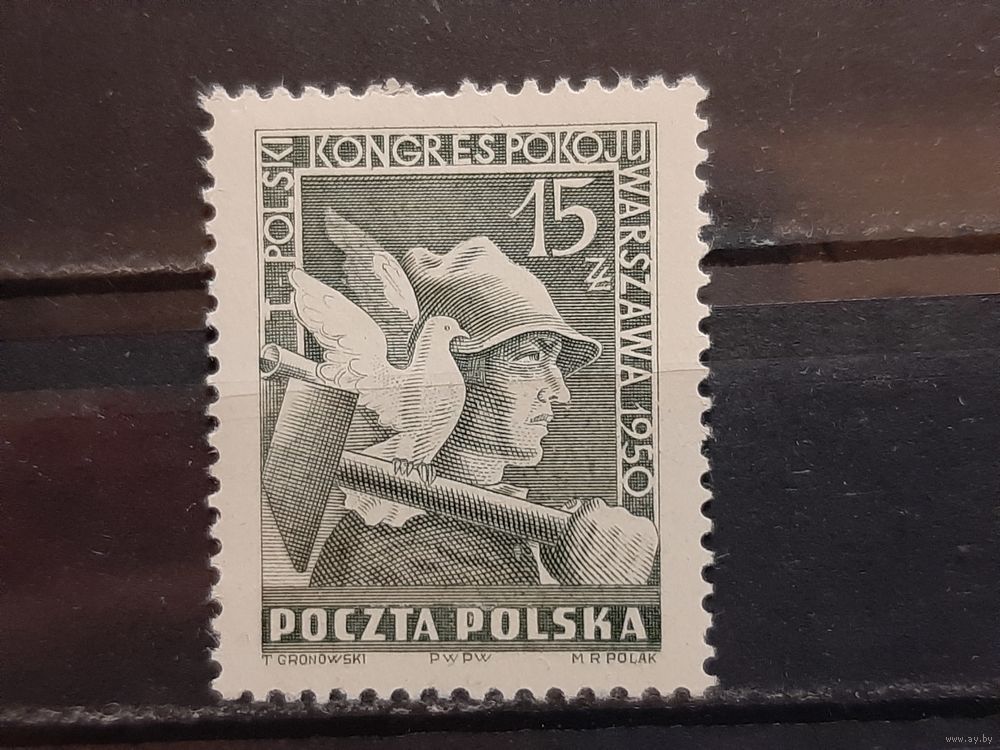 I POLSKI KONGRES POKOJU WARSZAWA 1950
15 ZŁ
POCZTA POLSKA
T GRONOWSKI PWPW M R POLAK
www.ay.by